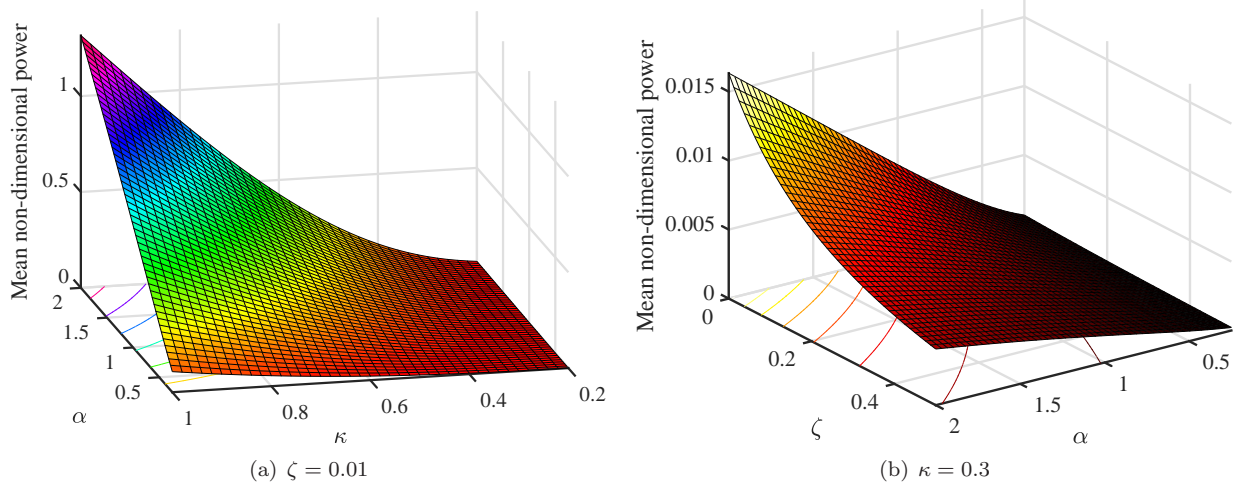 Mean non-dimensional power
1
0.5
0
2
1.5
1
0.5
α
1
0.8
0.6
0.4
0.2
κ
(a) ζ = 0.01
Mean non-dimensional power
0.015
0.01
0.005
0
0
0.2
0.4
ζ
2
1.5
1
0.5
α
(b) κ = 0.3